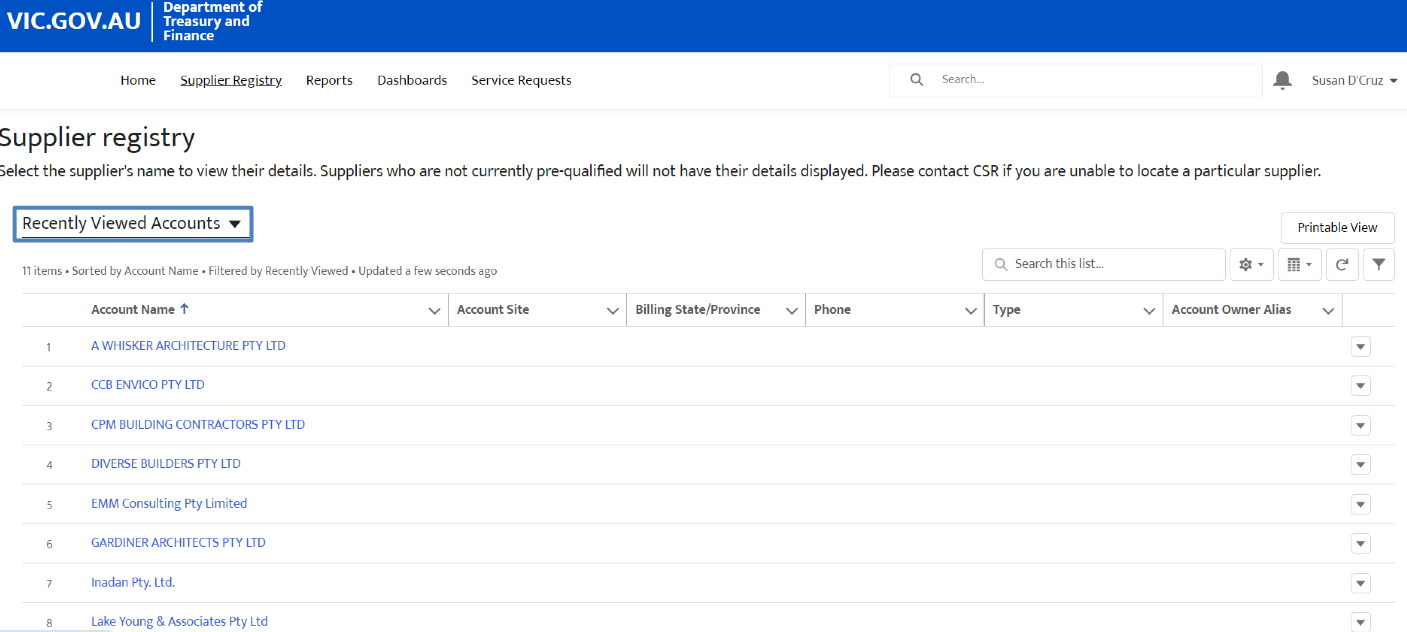 VIC.GOV.AU
Department of
Treasury and
Finance
Home Supplier Registry Reports Dashboards Service Requests
Search...
Susan D'Cruz
Supplier registry
Select the supplier's name to view their details. Suppliers who are not currently pre-qualified will not have their details displayed. Please contact CSR if you are unable to locate a particular supplier.
Recently Viewed Accounts
Printable View
11 items • Sorted by Account Name • Filtered by Recently Viewed • Updated a few seconds ago
Search this list...
Account Name ↑ Account Site Billing State/Province Phone Type Account Owner Alias
1 A WHISKER ARCHITECTURE PTY LTD
2 CCB ENVICO PTY LTD
3 CPM BUILDING CONTRACTORS PTY LTD
4 DIVERSE BUILDERS PTY LTD
5 EMM Consulting Pty Limited
6 GARDINER ARCHITECTS PTY LTD
7 Inadan Pty. Ltd.
8 Lake Young & Associates Pty Ltd